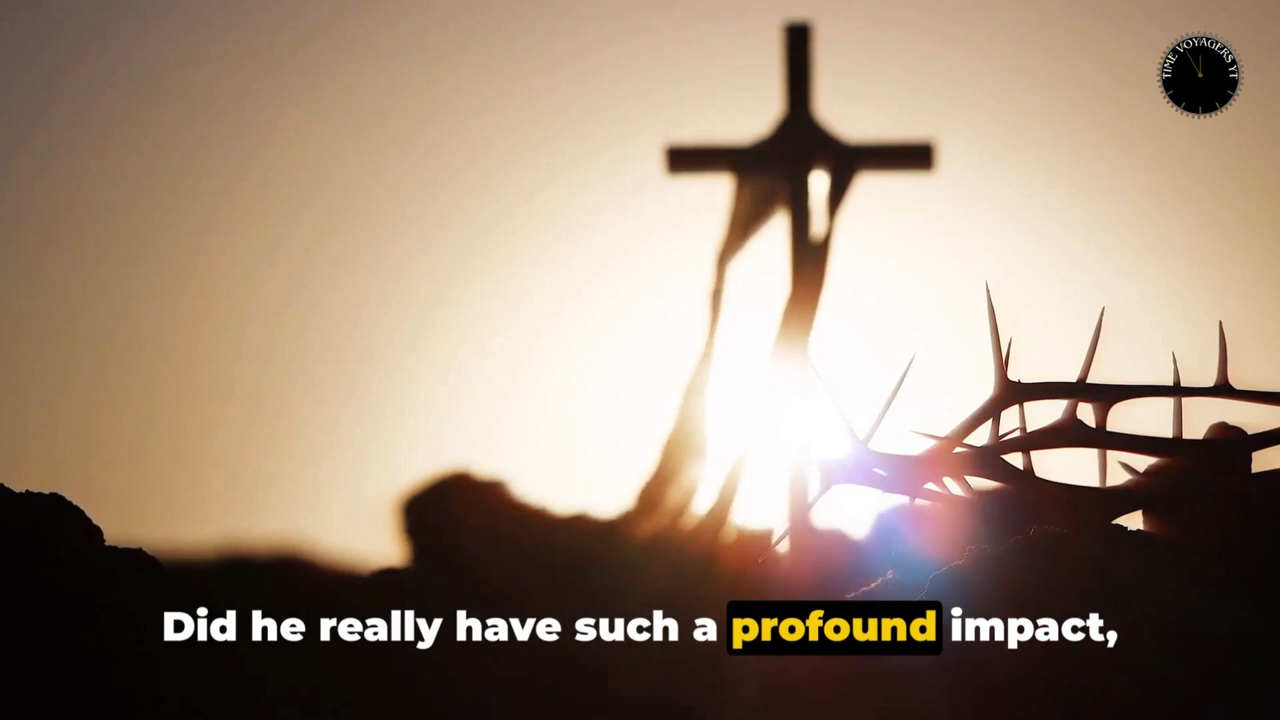 TIME VOYAGERS YT
Did he really have such a profound impact,